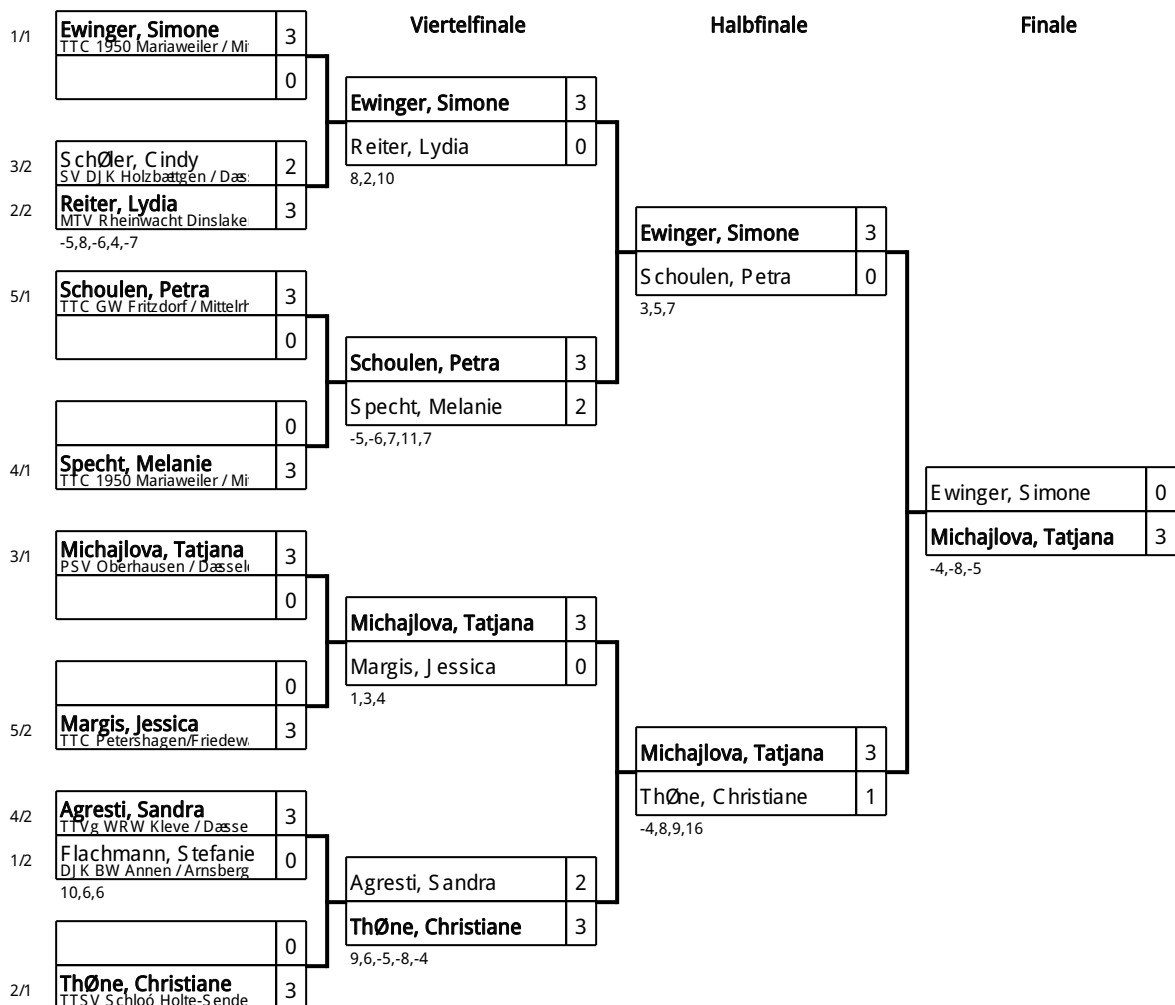 Viertelfinale
Halbfinale
Finale
1/1
Ewinger, Simone
3
TTC 1950 Mariaweiler / Mi
0
3/2
SchØler, Cindy
2
SV DJK Holzbættgen / Dæs
2/2
Reiter, Lydia
3
MTV Rheinwacht Dinslake
-5,8,-6,4,-7
5/1
Schoulen, Petra
3
TTC GW Fritzdorf / Mittelrh
0
0
4/1
Specht, Melanie
3
TTC 1950 Mariaweiler / Mi
3/1
Michajlova, Tatjana
3
PSV Oberhausen / Dæssel
0
0
5/2
Margis, Jessica
3
TTC Petershagen/Friedew
4/2
Agresti, Sandra
3
TTVg WRW Kleve / Dæsse
1/2
Flachmann, Stefanie
0
DJK BW Annen / Arnsberg
10,6,6
0
2/1
ThØne, Christiane
3
TTSV Schloó Holte-Sende
Ewinger, Simone
3
Reiter, Lydia
0
8,2,10
Schoulen, Petra
3
Specht, Melanie
2
-5,-6,7,11,7
Michajlova, Tatjana
3
Margis, Jessica
0
1,3,4
Agresti, Sandra
2
ThØne, Christiane
3
9,6,-5,-8,-4
Ewinger, Simone
3
Schoulen, Petra
0
3,5,7
Michajlova, Tatjana
3
ThØne, Christiane
1
-4,8,9,16
Ewinger, Simone
0
Michajlova, Tatjana
3
-4,-8,-5